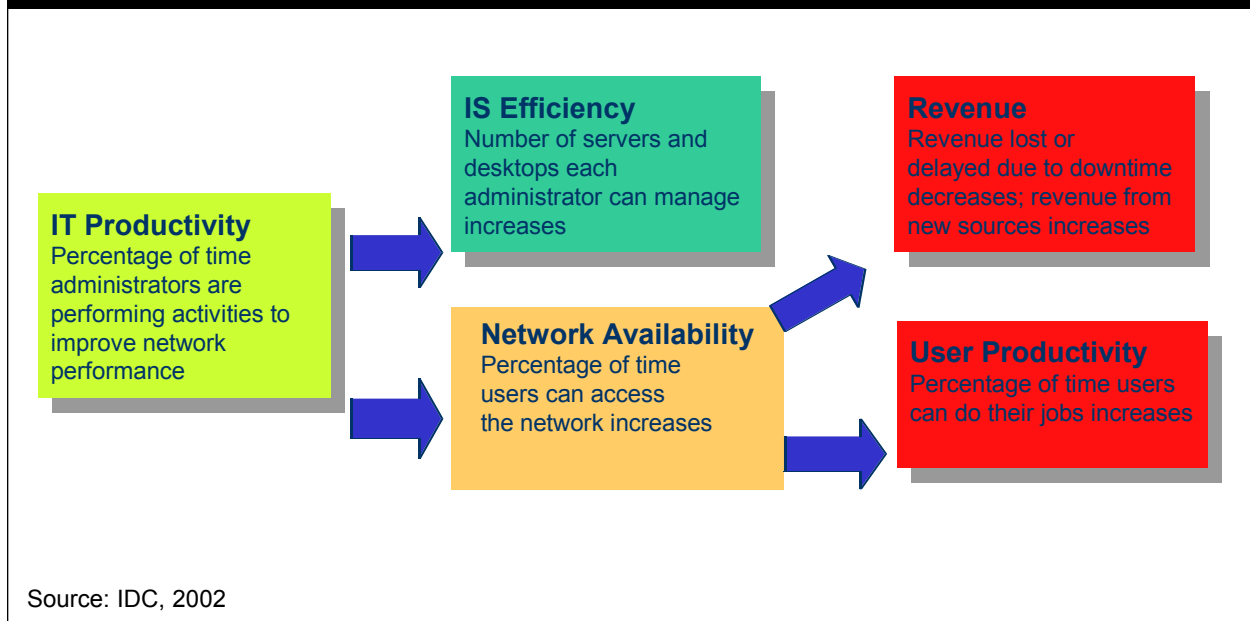 IT Productivity
Percentage of time
administrators are
performing activities to
improve network
performance
IS Efficiency
Number of servers and
desktops each
administrator can manage
increases
Network Availability
Percentage of time
users can access
the network increases
Revenue
Revenue lost or
delayed due to downtime
decreases; revenue from
new sources increases
User Productivity
Percentage of time users
can do their jobs increases
Source: IDC, 2002